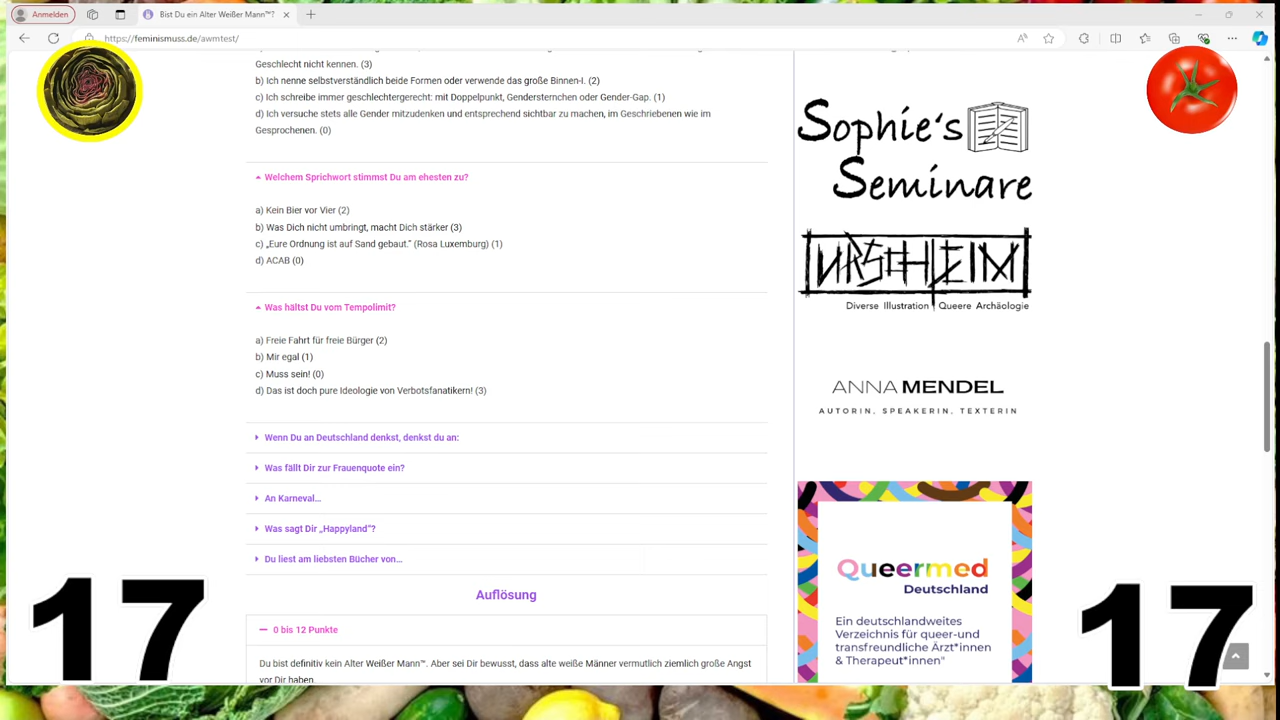 Anmelden
Bist Du ein Alter Weißer Mann™?
https://feminismuss.de/awmtest/
Geschlecht nicht kennen. (3)
b) Ich nenne selbstverständlich beide Formen oder verwende das große Binnen-I. (2)
c) Ich schreibe immer geschlechtergerecht: mit Doppelpunkt, Gendersternchen oder Gender-Gap. (1)
d) Ich versuche stets alle Gender mitzudenken und entsprechend sichtbar zu machen, im Geschriebenen wie im
Gesprochenen. (0)
Welchem Sprichwort stimmst Du am ehesten zu?
a) Kein Bier vor Vier (2)
b) Was Dich nicht umbringt, macht Dich stärker (3)
c) „Eure Ordnung ist auf Sand gebaut.“ (Rosa Luxemburg) (1)
d) ACAB (0)
Was hältst Du vom Tempolimit?
a) Freie Fahrt für freie Bürger (2)
b) Mir egal (1)
c) Muss sein! (0)
d) Das ist doch pure Ideologie von Verbotsfanatikern! (3)
Wenn Du an Deutschland denkst, denkst du an:
Was fällt Dir zur Frauenquote ein?
An Karneval…
Was sagt Dir „Happyland“?
Du liest am liebsten Bücher von…
Auflösung
0 bis 12 Punkte
Du bist definitiv kein Alter Weißer Mann™. Aber sei Dir bewusst, dass alte weiße Männer vermutlich ziemlich große Angst
vor Dir haben.
Sophie's
Seminare
URSCHLEIM
Diverse Illustration Queere Archäologie
ANNA MENDEL
AUTORIN, SPEAKERIN, TEXTERIN
Queermed
Deutschland
Ein deutschlandweites
Verzeichnis für queer-und
transfreundliche Ärzt*innen
& Therapeut*innen"
17
17